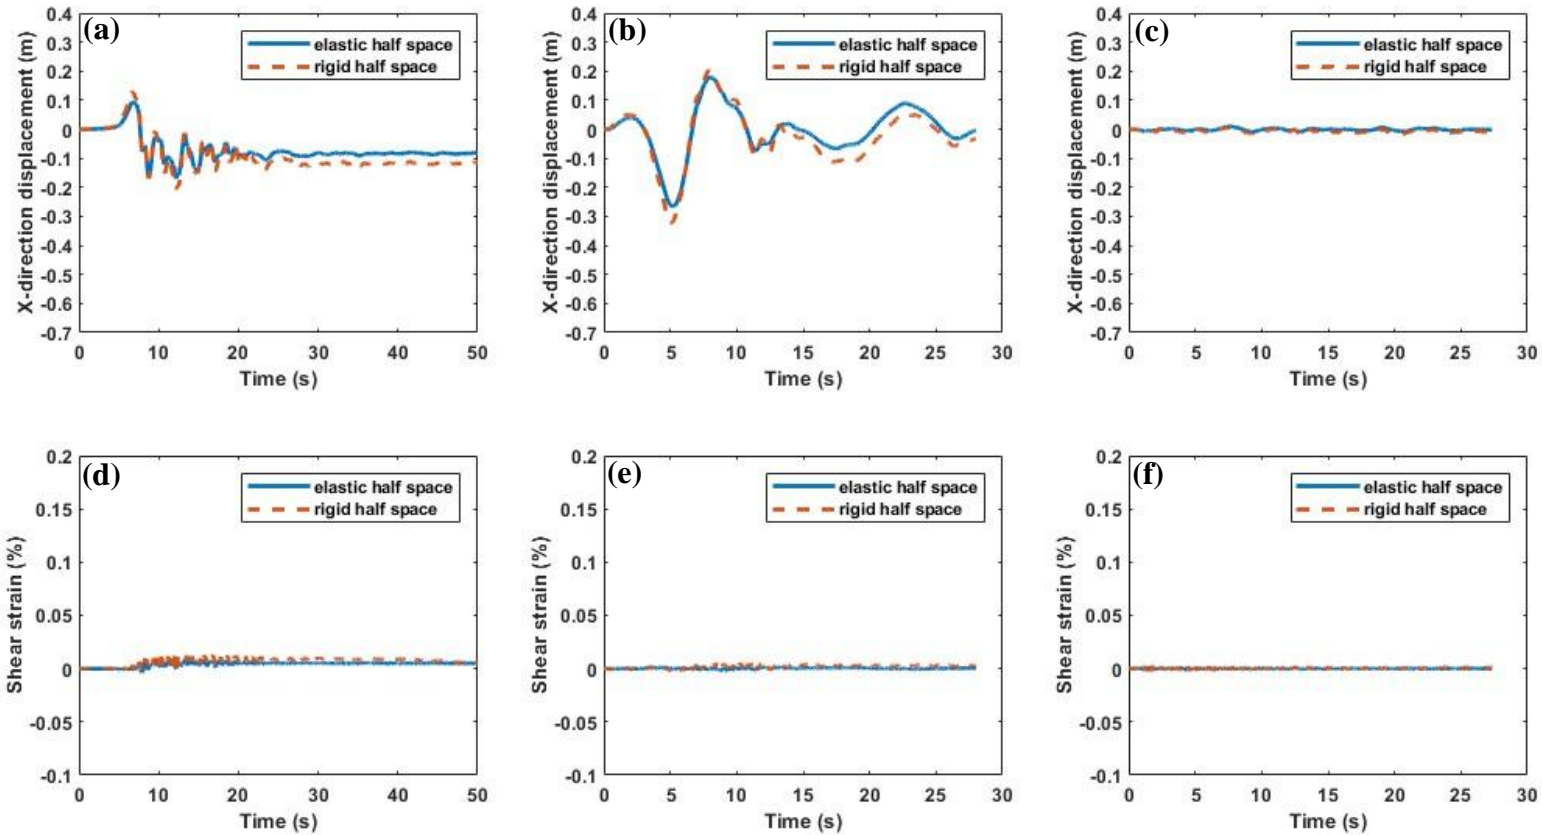 (a)
elastic half space
rigid half space
X-direction displacement (m)
0.4
0.3
0.2
0.1
0
-0.1
-0.2
-0.3
-0.4
-0.5
-0.6
-0.7
0 10 20 30 40 50
Time (s)
(b)
elastic half space
rigid half space
X-direction displacement (m)
0.4
0.3
0.2
0.1
0
-0.1
-0.2
-0.3
-0.4
-0.5
-0.6
-0.7
0 5 10 15 20 25 30
Time (s)
(c)
elastic half space
rigid half space
X-direction displacement (m)
0.4
0.3
0.2
0.1
0
-0.1
-0.2
-0.3
-0.4
-0.5
-0.6
-0.7
0 5 10 15 20 25 30
Time (s)
(d)
elastic half space
rigid half space
Shear strain (%)
0.2
0.15
0.1
0.05
0
-0.05
-0.1
0 10 20 30 40 50
Time (s)
(e)
elastic half space
rigid half space
Shear strain (%)
0.2
0.15
0.1
0.05
0
-0.05
-0.1
0 5 10 15 20 25 30
Time (s)
(f)
elastic half space
rigid half space
Shear strain (%)
0.2
0.15
0.1
0.05
0
-0.05
-0.1
0 5 10 15 20 25 30
Time (s)